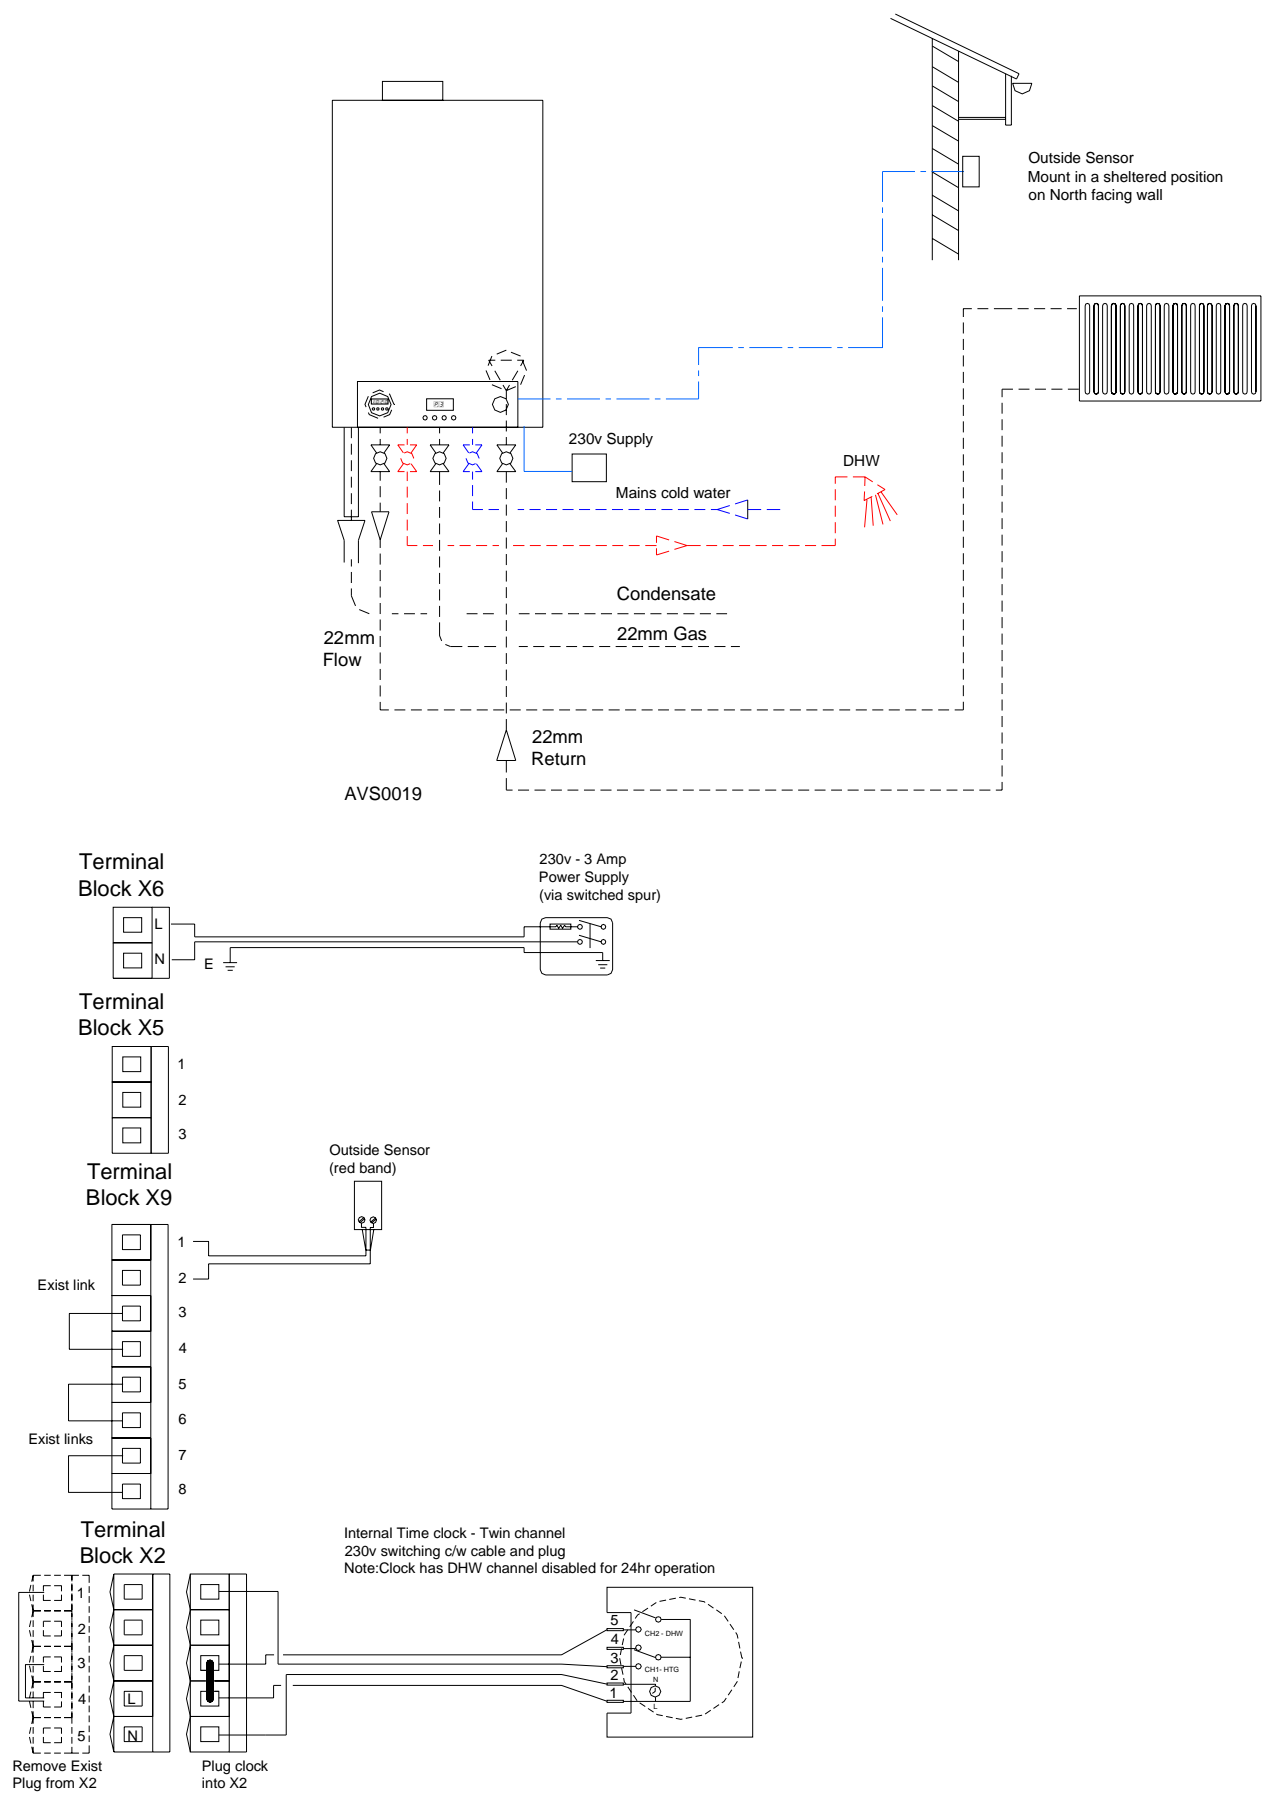 Outside Sensor
Mount in a sheltered position
on North facing wall
230v Supply
DHW
Mains cold water
Condensate
22mm
Flow
22mm Gas
22mm
Return
AVS0019
Terminal
Block X6
L
N
E
230v - 3 Amp
Power Supply
(via switched spur)
Terminal
Block X5
1
2
3
Terminal
Block X9
Outside Sensor
(red band)
1
2
Exist link
3
4
5
6
Exist links
7
8
Terminal
Block X2
Internal Time clock - Twin channel
230v switching c/w cable and plug
Note:Clock has DHW channel disabled for 24hr operation
1
2
3
4
5
L
N
5
4
3
2
1
CH2 - DHW
CH1- HTG
N
L
Remove Exist
Plug from X2
Plug clock
into X2